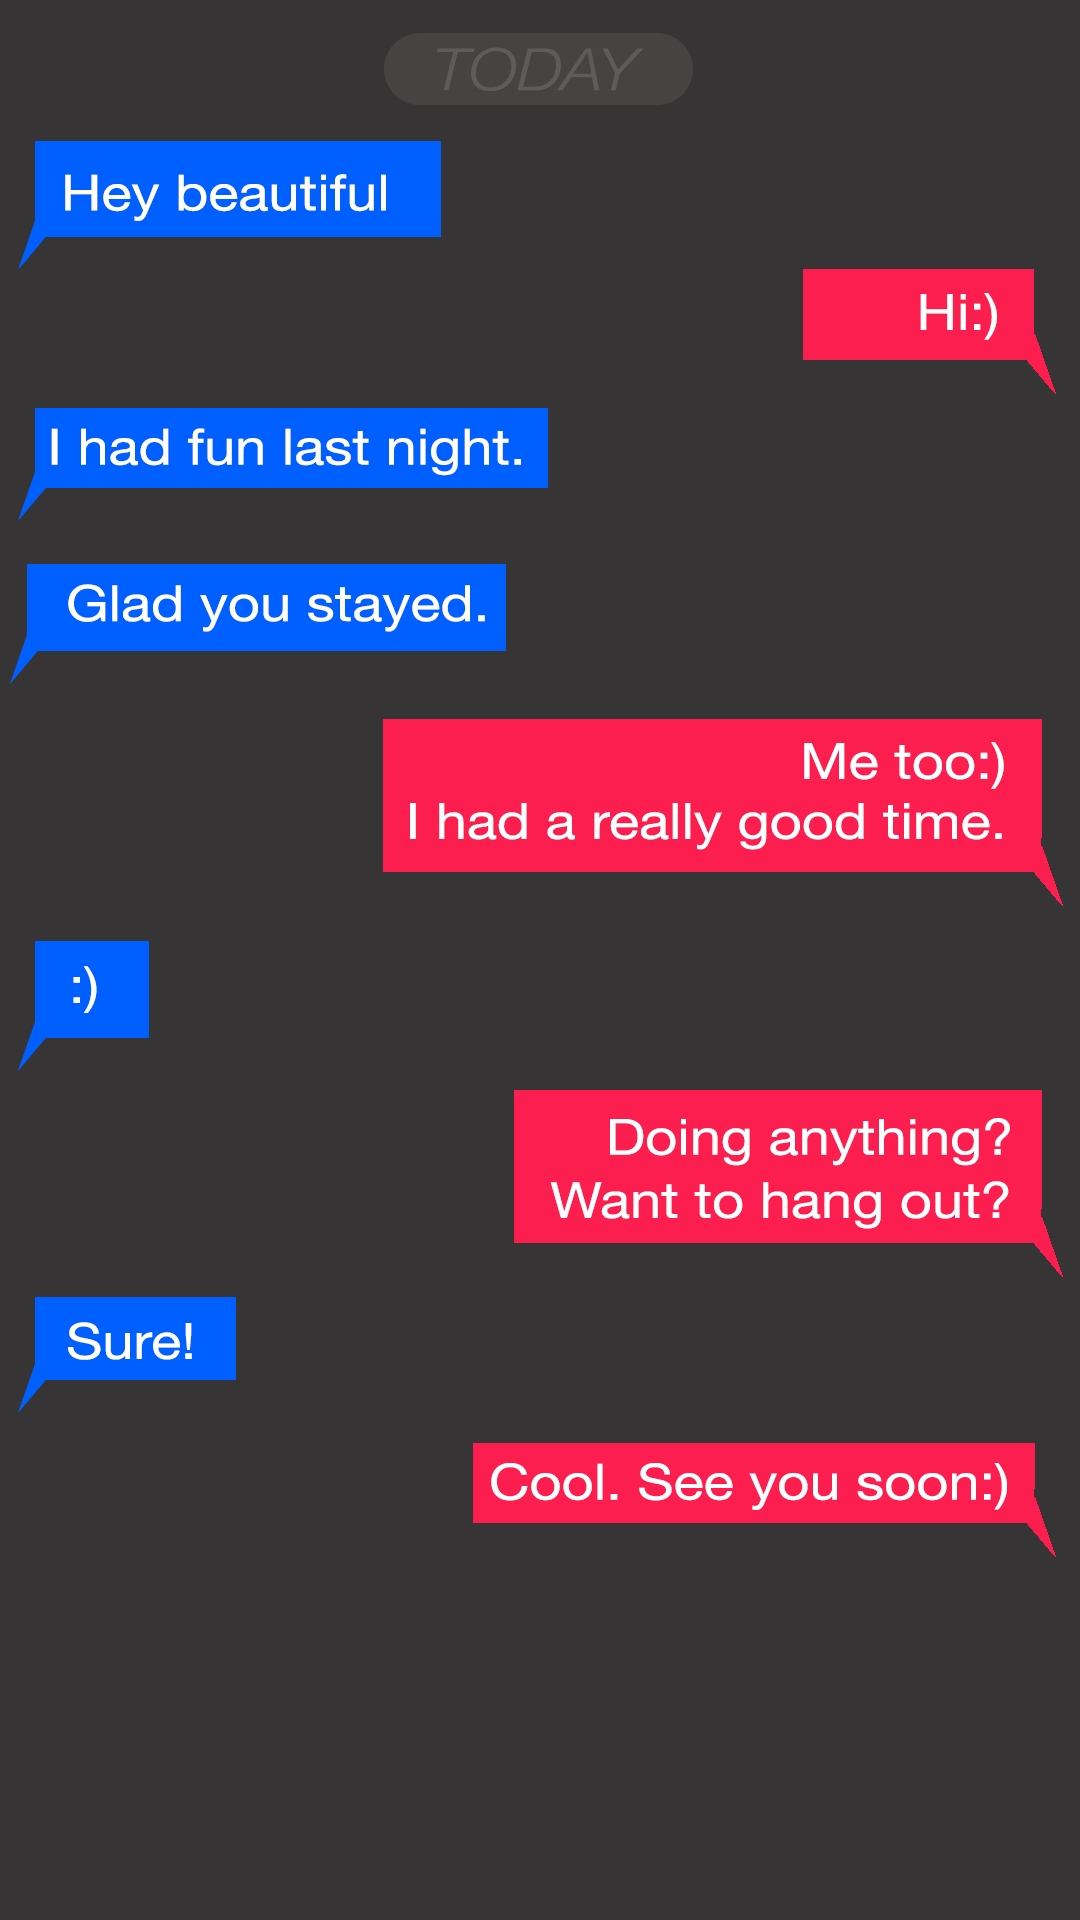 TODAY
Hey beautiful
Hi:)
I had fun last night.
Glad you stayed.
Me too:)
I had a really good time.
:)
Doing anything?
Want to hang out?
Sure!
Cool. See you soon:)